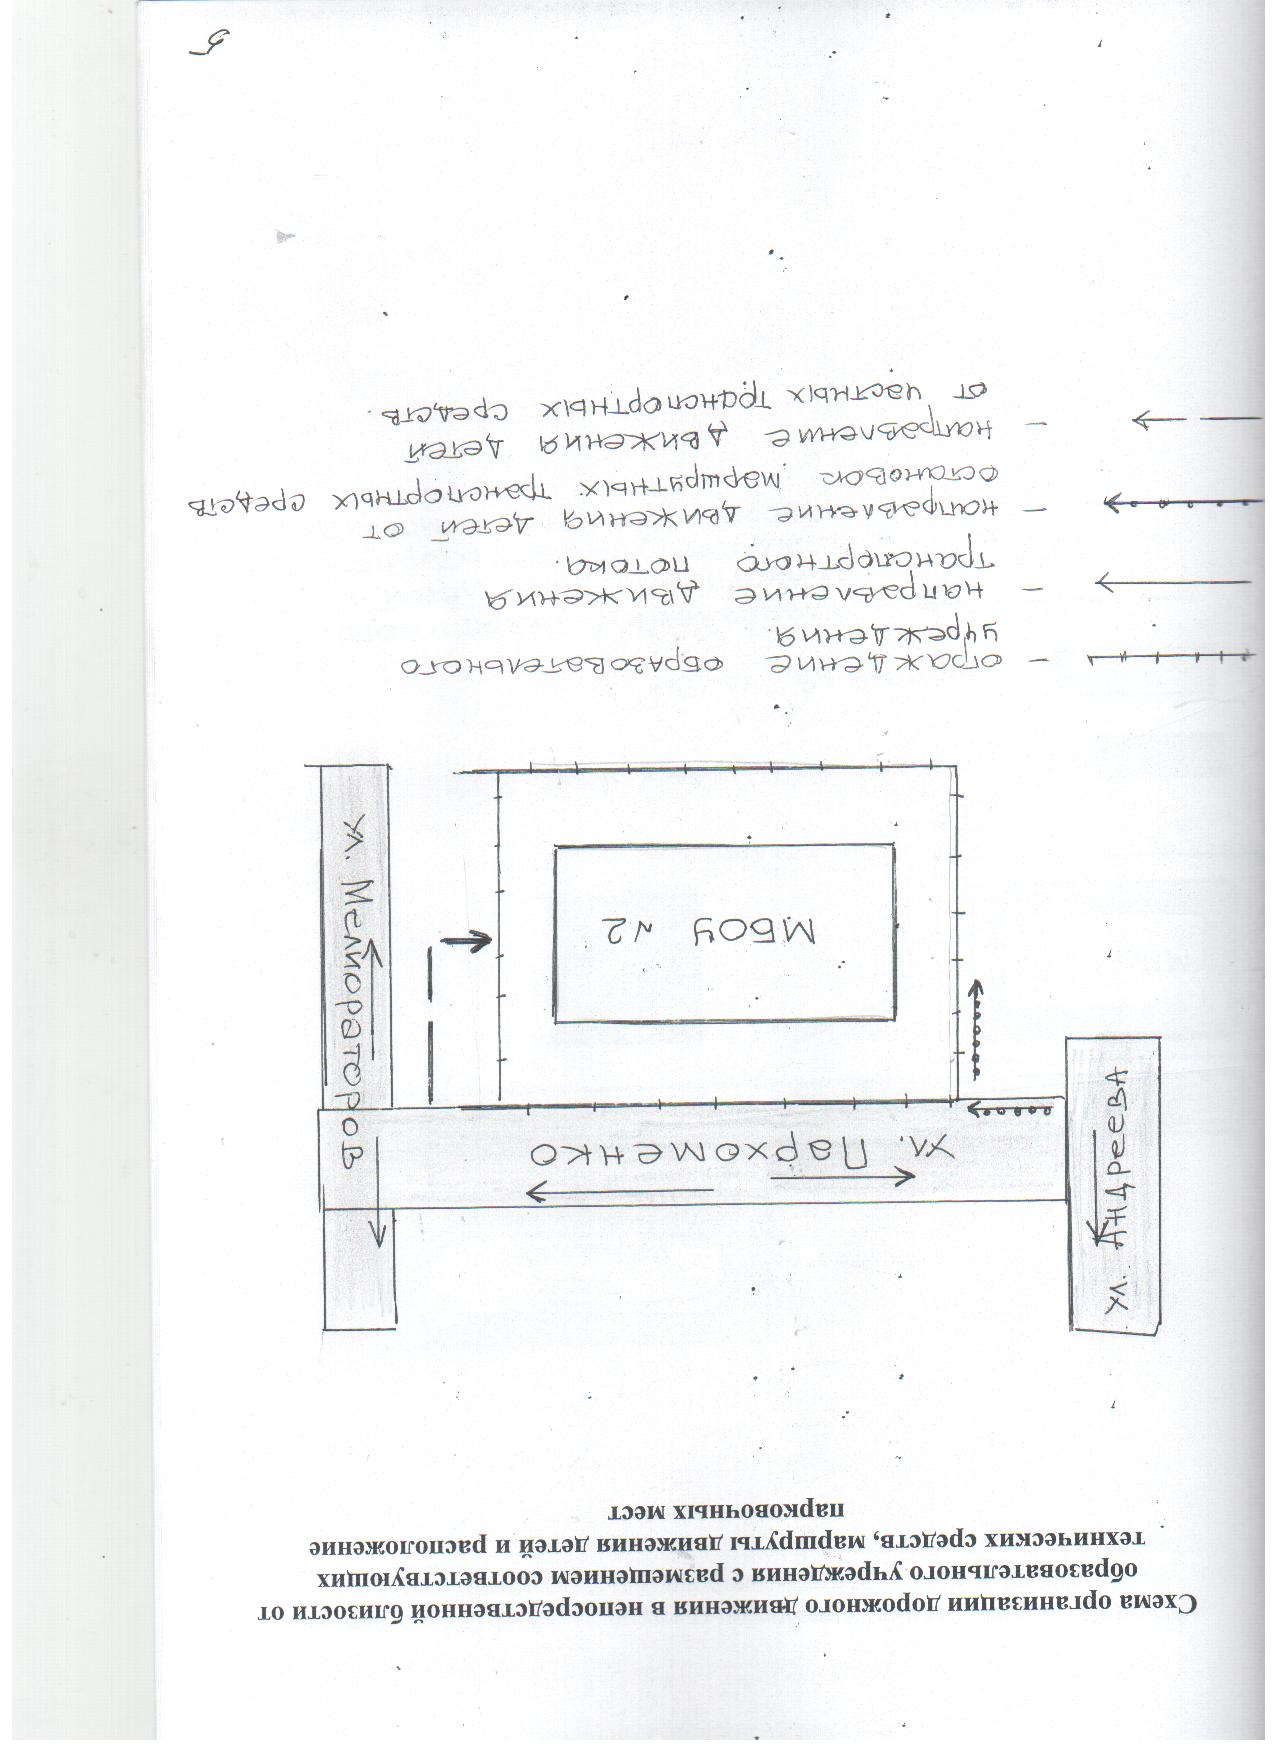 Схема организации дорожного движения в непосредственной близости от
образовательного учреждения с размещением соответствующих
технических средств, маршруты движения детей и расположение
парковочных мест
ул. АНДРЕЕВА
ул. Пархоменко
ул. Мелиораторов
МБОУ №2
- ограждение образовательного
учреждения.
- направление движения
транспортного потока.
- направление движения детей от
остановок маршрутных транспортных средств
- направление движения детей
от частных транспортных средств.
5